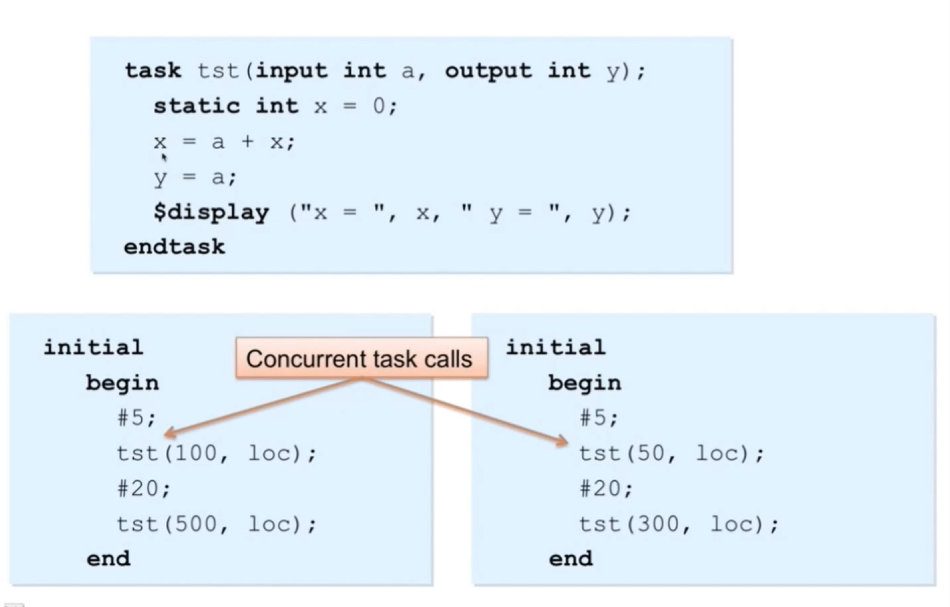 task tst(input int a, output int y);
static int x = 0;
x = a + x;
y = a;
$display ("x = ", x, " y = ", y);
endtask
initial
begin
#5;
tst(100, loc);
#20;
tst(500, loc);
end
Concurrent task calls
initial
begin
#5;
tst(50, loc);
#20;
tst(300, loc);
end